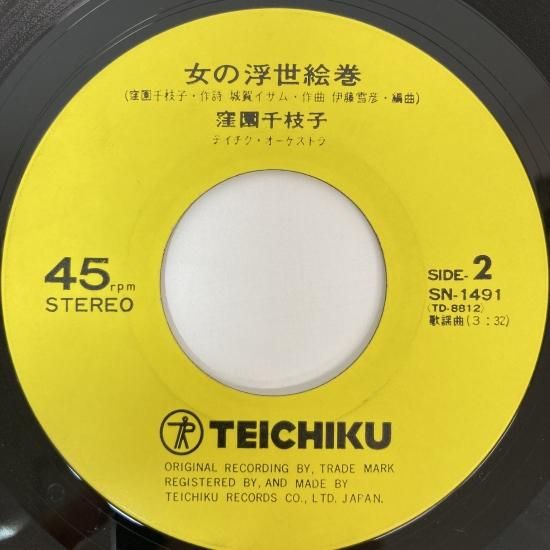 女の浮世絵巻
(窪園千枝子・作詩 城賀イサム・作曲 伊藤雪彦・編曲)
窪園千枝子
テイチク・オーケストラ
45rpm
STEREO
SIDE-2
SN-1491
(TD-8812)
歌謡曲(3:32)
TEICHIKU
ORIGINAL RECORDING BY, TRADE MARK
REGISTERED BY, AND MADE BY
TEICHIKU RECORDS CO., LTD. JAPAN.